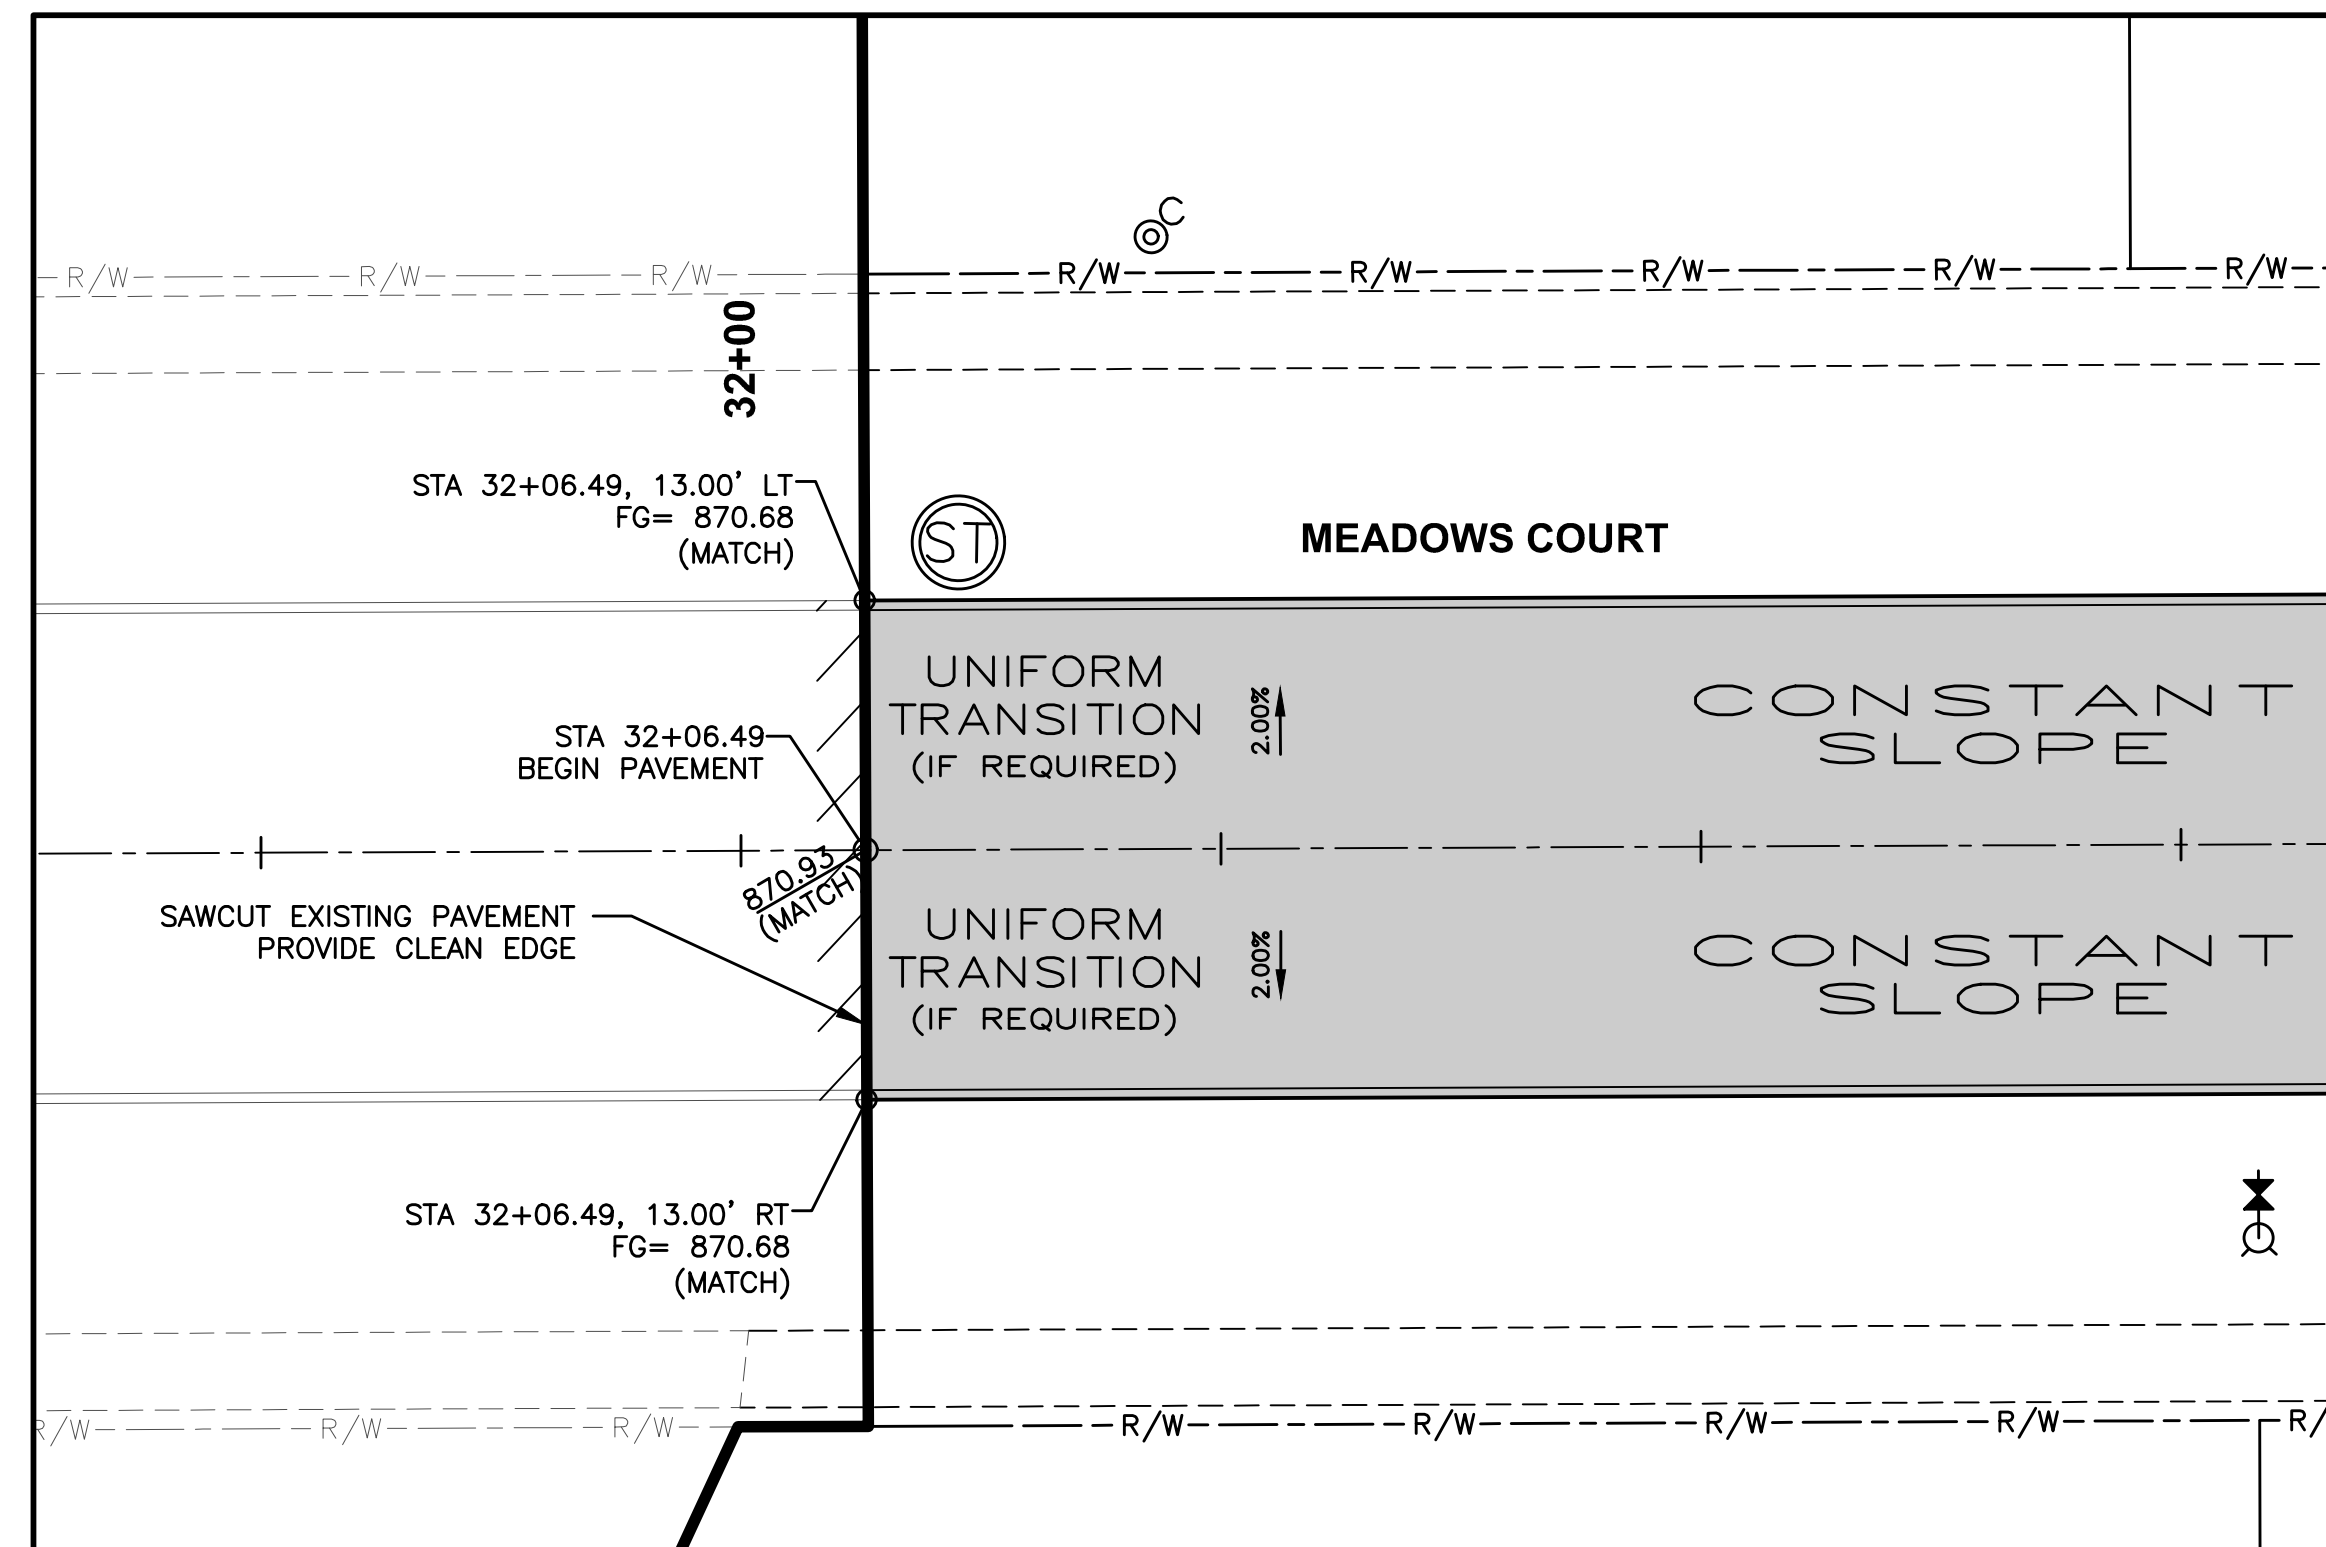 C
R/W R/W R/W R/W R/W R/W R/W R/W
32+00
STA 32+06.49, 13.00' LT
FG= 870.68
(MATCH)
ST
MEADOWS COURT
UNIFORM
TRANSITION
(IF REQUIRED)
2.00%
CONSTANT
SLOPE
STA 32+06.49
BEGIN PAVEMENT
870.93
(MATCH)
SAWCUT EXISTING PAVEMENT
PROVIDE CLEAN EDGE
UNIFORM
TRANSITION
(IF REQUIRED)
2.00%
CONSTANT
SLOPE
STA 32+06.49, 13.00' RT
FG= 870.68
(MATCH)
R/W R/W R/W R/W R/W R/W R/W R/